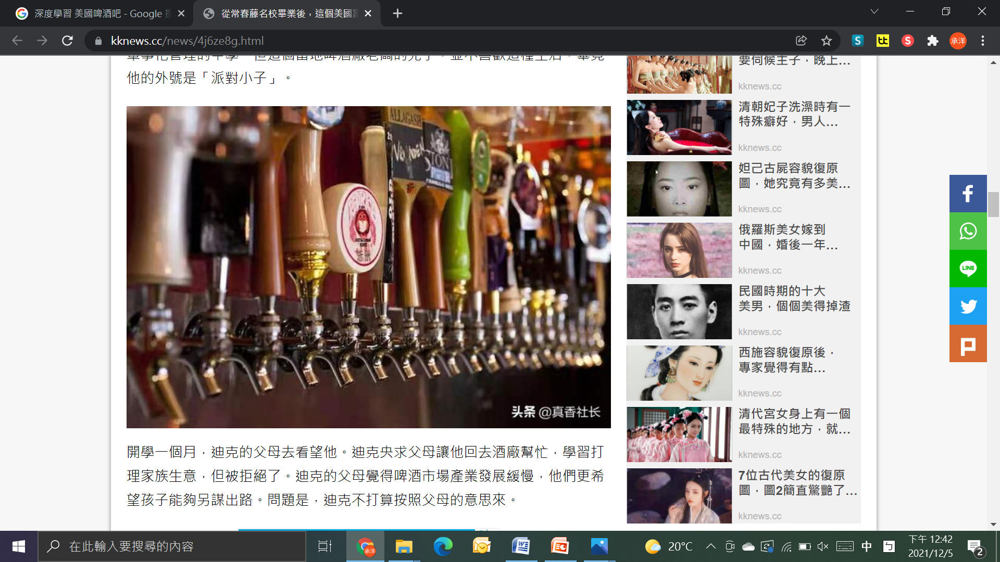 深度學習 美國啤酒吧 - Google 搜
從常春藤名校畢業後，這個美國富
kknews.cc/news/4j6ze8g.html
承洋
他的外號是「派對小子」。
ALLAGASH
STONE
头条 @真香社长
開學一個月，迪克的父母去看望他。迪克央求父母讓他回去酒廠幫忙，學習打
理家族生意，但被拒絕了。迪克的父母覺得啤酒市場產業發展緩慢，他們更希
望孩子能夠另謀出路。問題是，迪克不打算按照父母的意思來。
要伺候主子，晚上...
kknews.cc
清朝妃子洗澡時有一
特殊癖好，男人...
kknews.cc
妲己古屍容貌復原
圖，她究竟有多美...
kknews.cc
俄羅斯美女嫁到
中國，婚後一年...
kknews.cc
民國時期的十大
美男，個個美得掉渣
kknews.cc
西施容貌復原後，
專家覺得有點...
kknews.cc
清代宮女身上有一個
最特殊的地方，就...
kknews.cc
7位古代美女的復原
圖，圖2簡直驚艷了...
kknews.cc
LINE
在此輸入要搜尋的內容
承洋
20°C
中
ㄅ
下午 12:42
2021/12/5
2